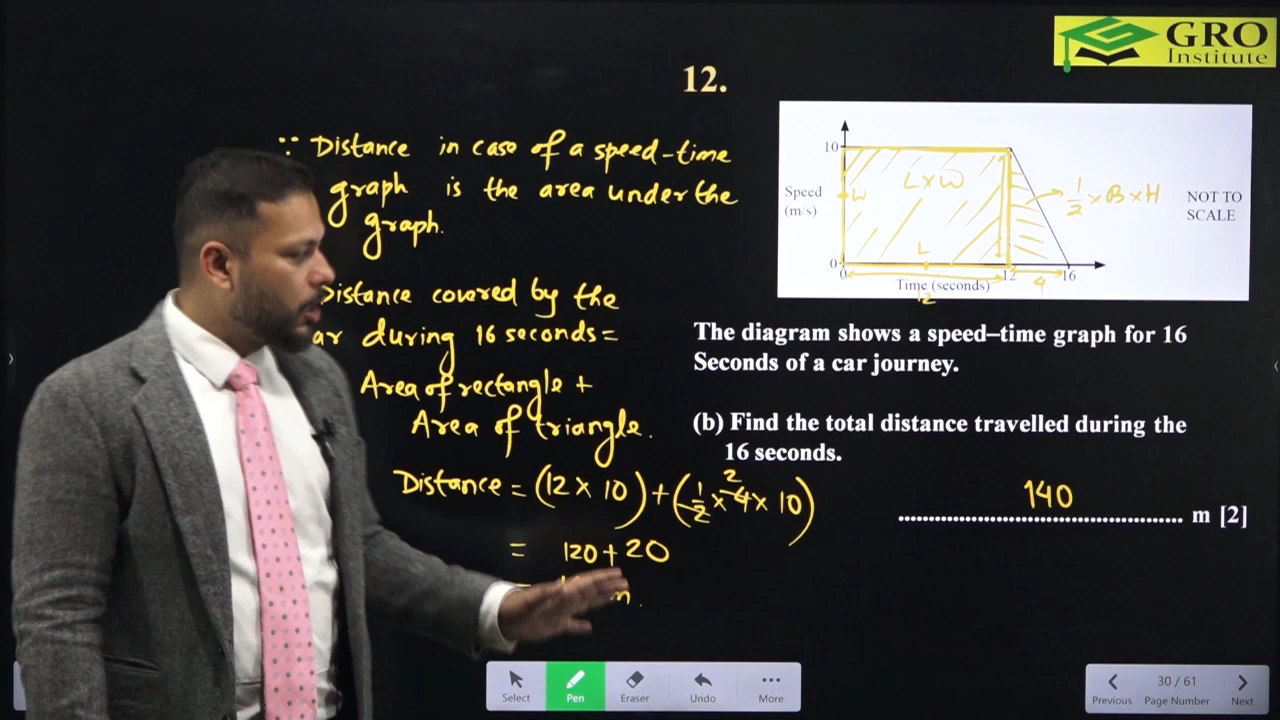 GRO
Institute
12.
∵ Distance in case of a speed-time
graph is the area under the
graph.
Distance covered by the
during 16 seconds =
Area of rectangle +
Area of triangle.
Distance = (12 × 10) + (1/2 × 4 × 10)
2
= 120 + 20
=
10
Speed
(m/s)
W
L × W
1/2 × B × H
NOT TO
SCALE
L
0
0
12
16
Time (seconds)
12
4
The diagram shows a speed–time graph for 16
Seconds of a car journey.
(b) Find the total distance travelled during the
16 seconds.
140
m [2]
Select
Pen
Eraser
Undo
More
30 / 61
Previous
Page Number
Next